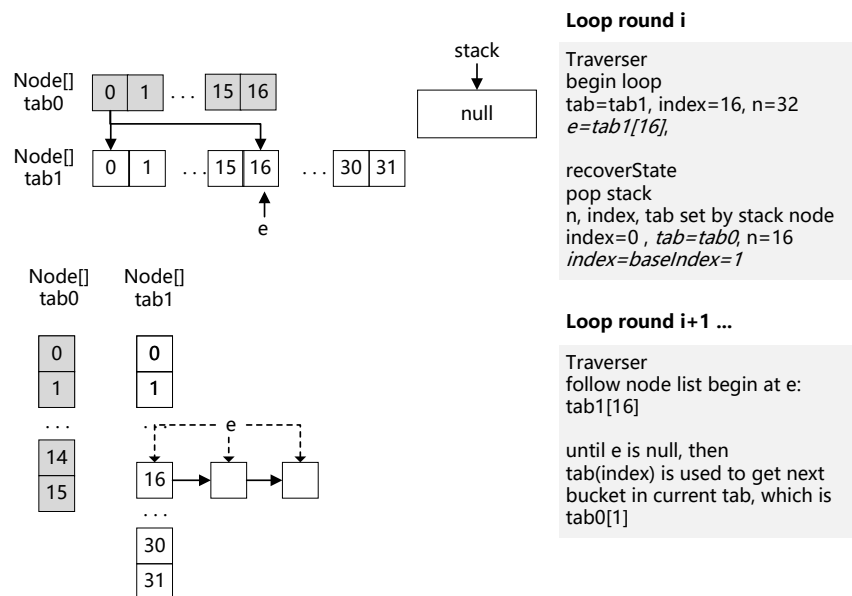 Loop round i
stack
Traverser
begin loop
tab=tab1, index=16, n=32
e=tab1[16],
recoverState
pop stack
n, index, tab set by stack node
index=0 , tab=tab0, n=16
index=baseIndex=1
null
Node[]
tab0
0 1 ... 15 16
Node[]
tab1
0 1 ... 15 16 ... 30 31
e
Node[]
tab0
Node[]
tab1
0
1
...
14
15
0
1
...
e
16
...
30
31
Loop round i+1 ...
Traverser
follow node list begin at e:
tab1[16]
until e is null, then
tab(index) is used to get next
bucket in current tab, which is
tab0[1]